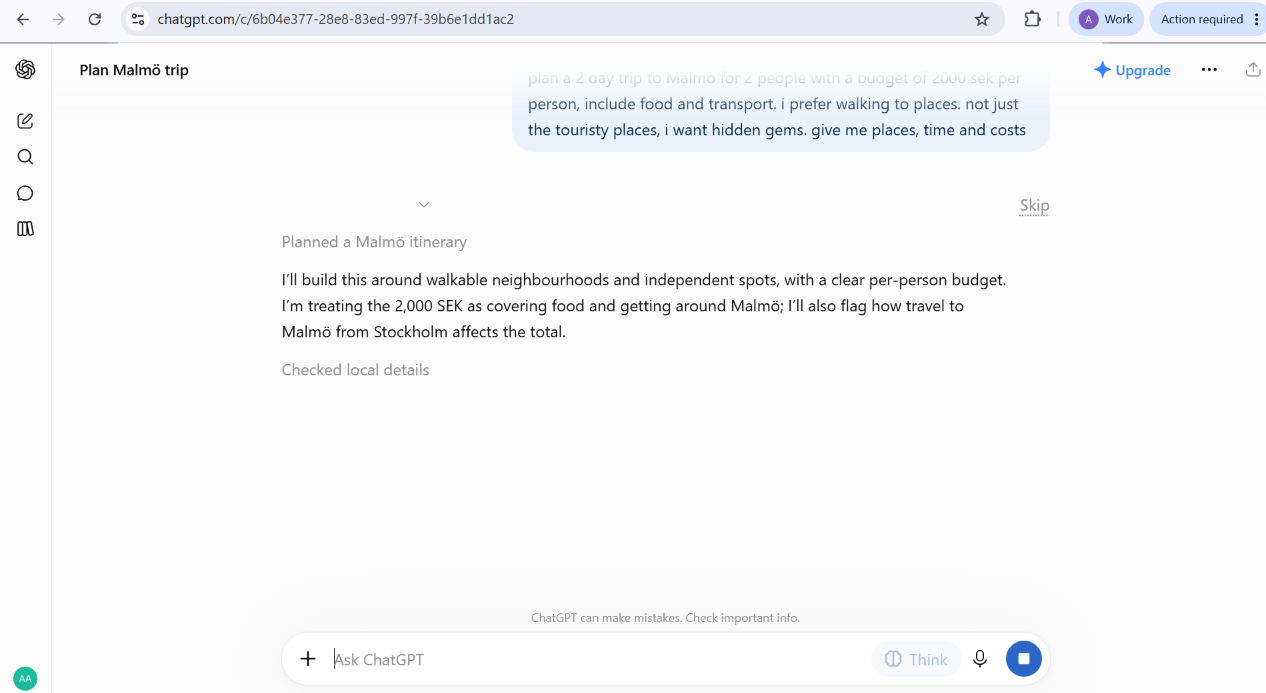 chatgpt.com/c/6b04e377-28e8-83ed-997f-39b6e1dd1ac2
A
Work
Action required
Plan Malmö trip
Upgrade
plan a 2 day trip to Malmo for 2 people with a budget of 2000 sek per
person, include food and transport. i prefer walking to places. not just
the touristy places, i want hidden gems. give me places, time and costs
Skip
Planned a Malmö itinerary
I’ll build this around walkable neighbourhoods and independent spots, with a clear per-person budget.
I’m treating the 2,000 SEK as covering food and getting around Malmö; I’ll also flag how travel to
Malmö from Stockholm affects the total.
Checked local details
ChatGPT can make mistakes. Check important info.
Ask ChatGPT
Think
AA